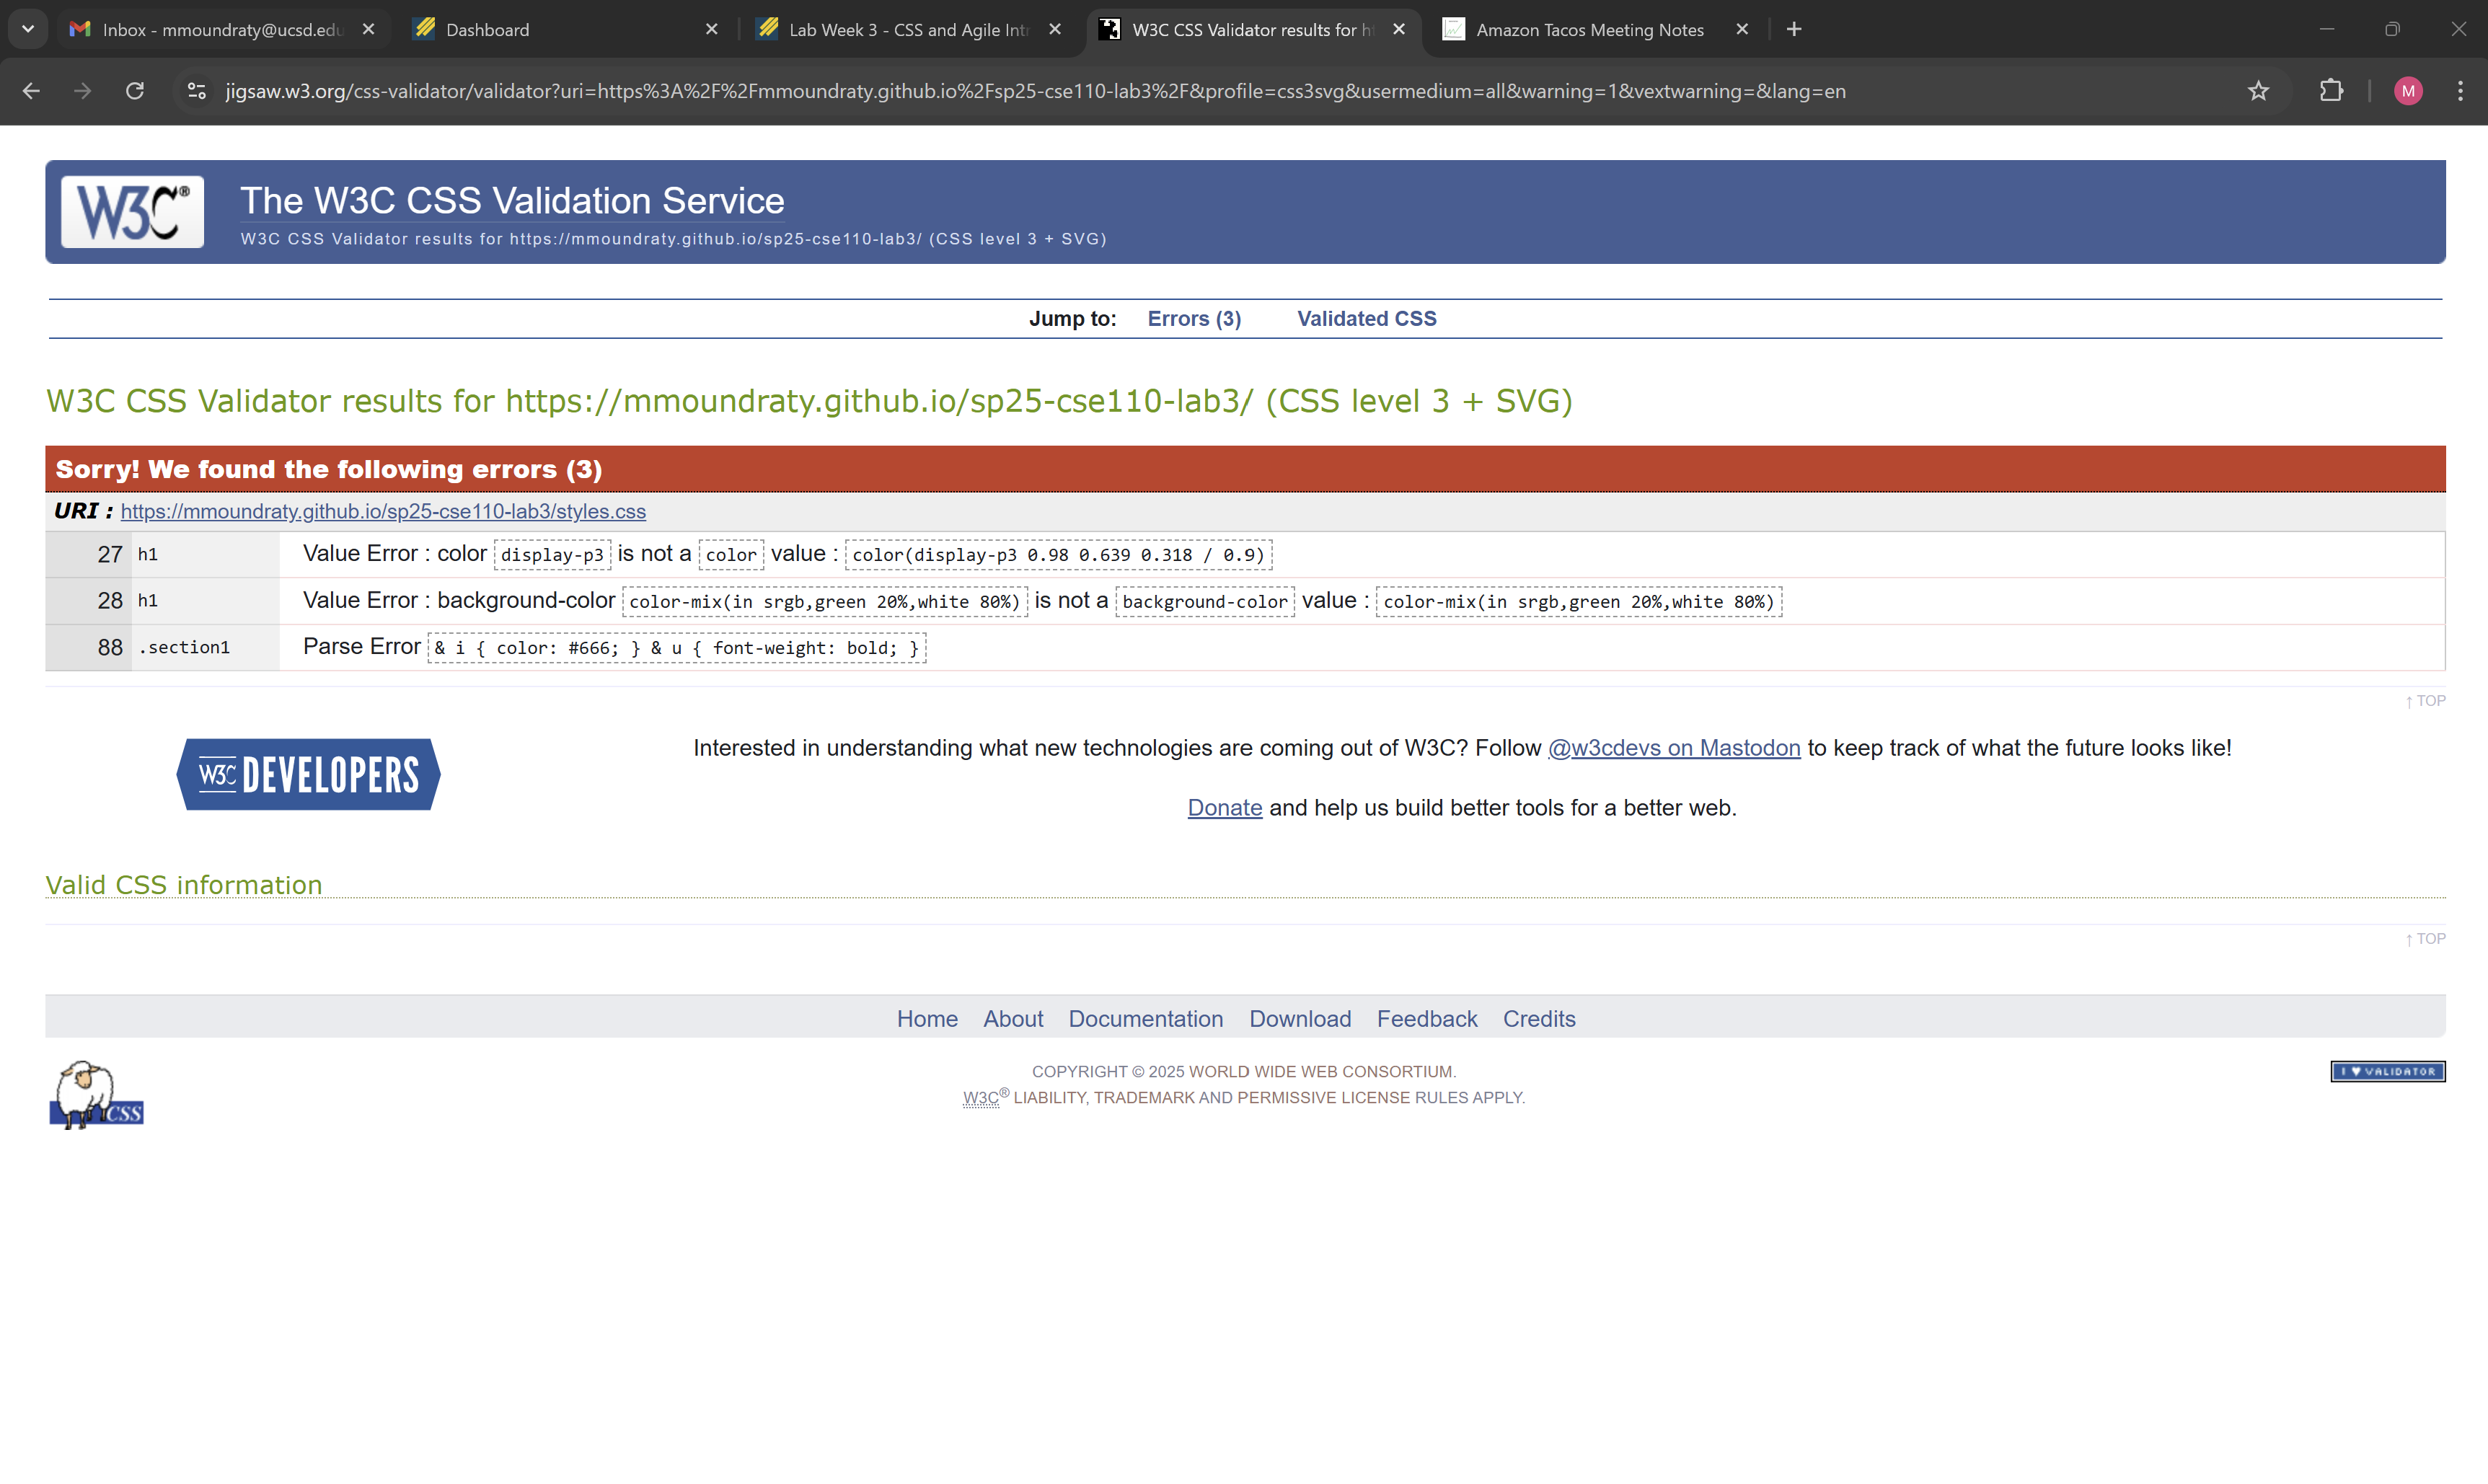 Inbox - mmoundraty@ucsd.edu
Dashboard
Lab Week 3 - CSS and Agile Intr
W3C CSS Validator results for ht
Amazon Tacos Meeting Notes
jigsaw.w3.org/css-validator/validator?uri=https%3A%2F%2Fmmoundraty.github.io%2Fsp25-cse110-lab3%2F&profile=css3svg&usermedium=all&warning=1&vextwarning=&lang=en
M
W3C®
The W3C CSS Validation Service
W3C CSS Validator results for https://mmoundraty.github.io/sp25-cse110-lab3/ (CSS level 3 + SVG)
Jump to: Errors (3) Validated CSS
W3C CSS Validator results for https://mmoundraty.github.io/sp25-cse110-lab3/ (CSS level 3 + SVG)
Sorry! We found the following errors (3)
URI : https://mmoundraty.github.io/sp25-cse110-lab3/styles.css
27 h1 Value Error : color display-p3 is not a color value : color(display-p3 0.98 0.639 0.318 / 0.9)
28 h1 Value Error : background-color color-mix(in srgb,green 20%,white 80%) is not a background-color value : color-mix(in srgb,green 20%,white 80%)
88 .section1 Parse Error & i { color: #666; } & u { font-weight: bold; }
↑ TOP
W3C DEVELOPERS
Interested in understanding what new technologies are coming out of W3C? Follow @w3cdevs on Mastodon to keep track of what the future looks like!
Donate and help us build better tools for a better web.
Valid CSS information
↑ TOP
Home About Documentation Download Feedback Credits
CSS
COPYRIGHT © 2025 WORLD WIDE WEB CONSORTIUM.
W3C® LIABILITY, TRADEMARK AND PERMISSIVE LICENSE RULES APPLY.
I ♥ VALIDATOR